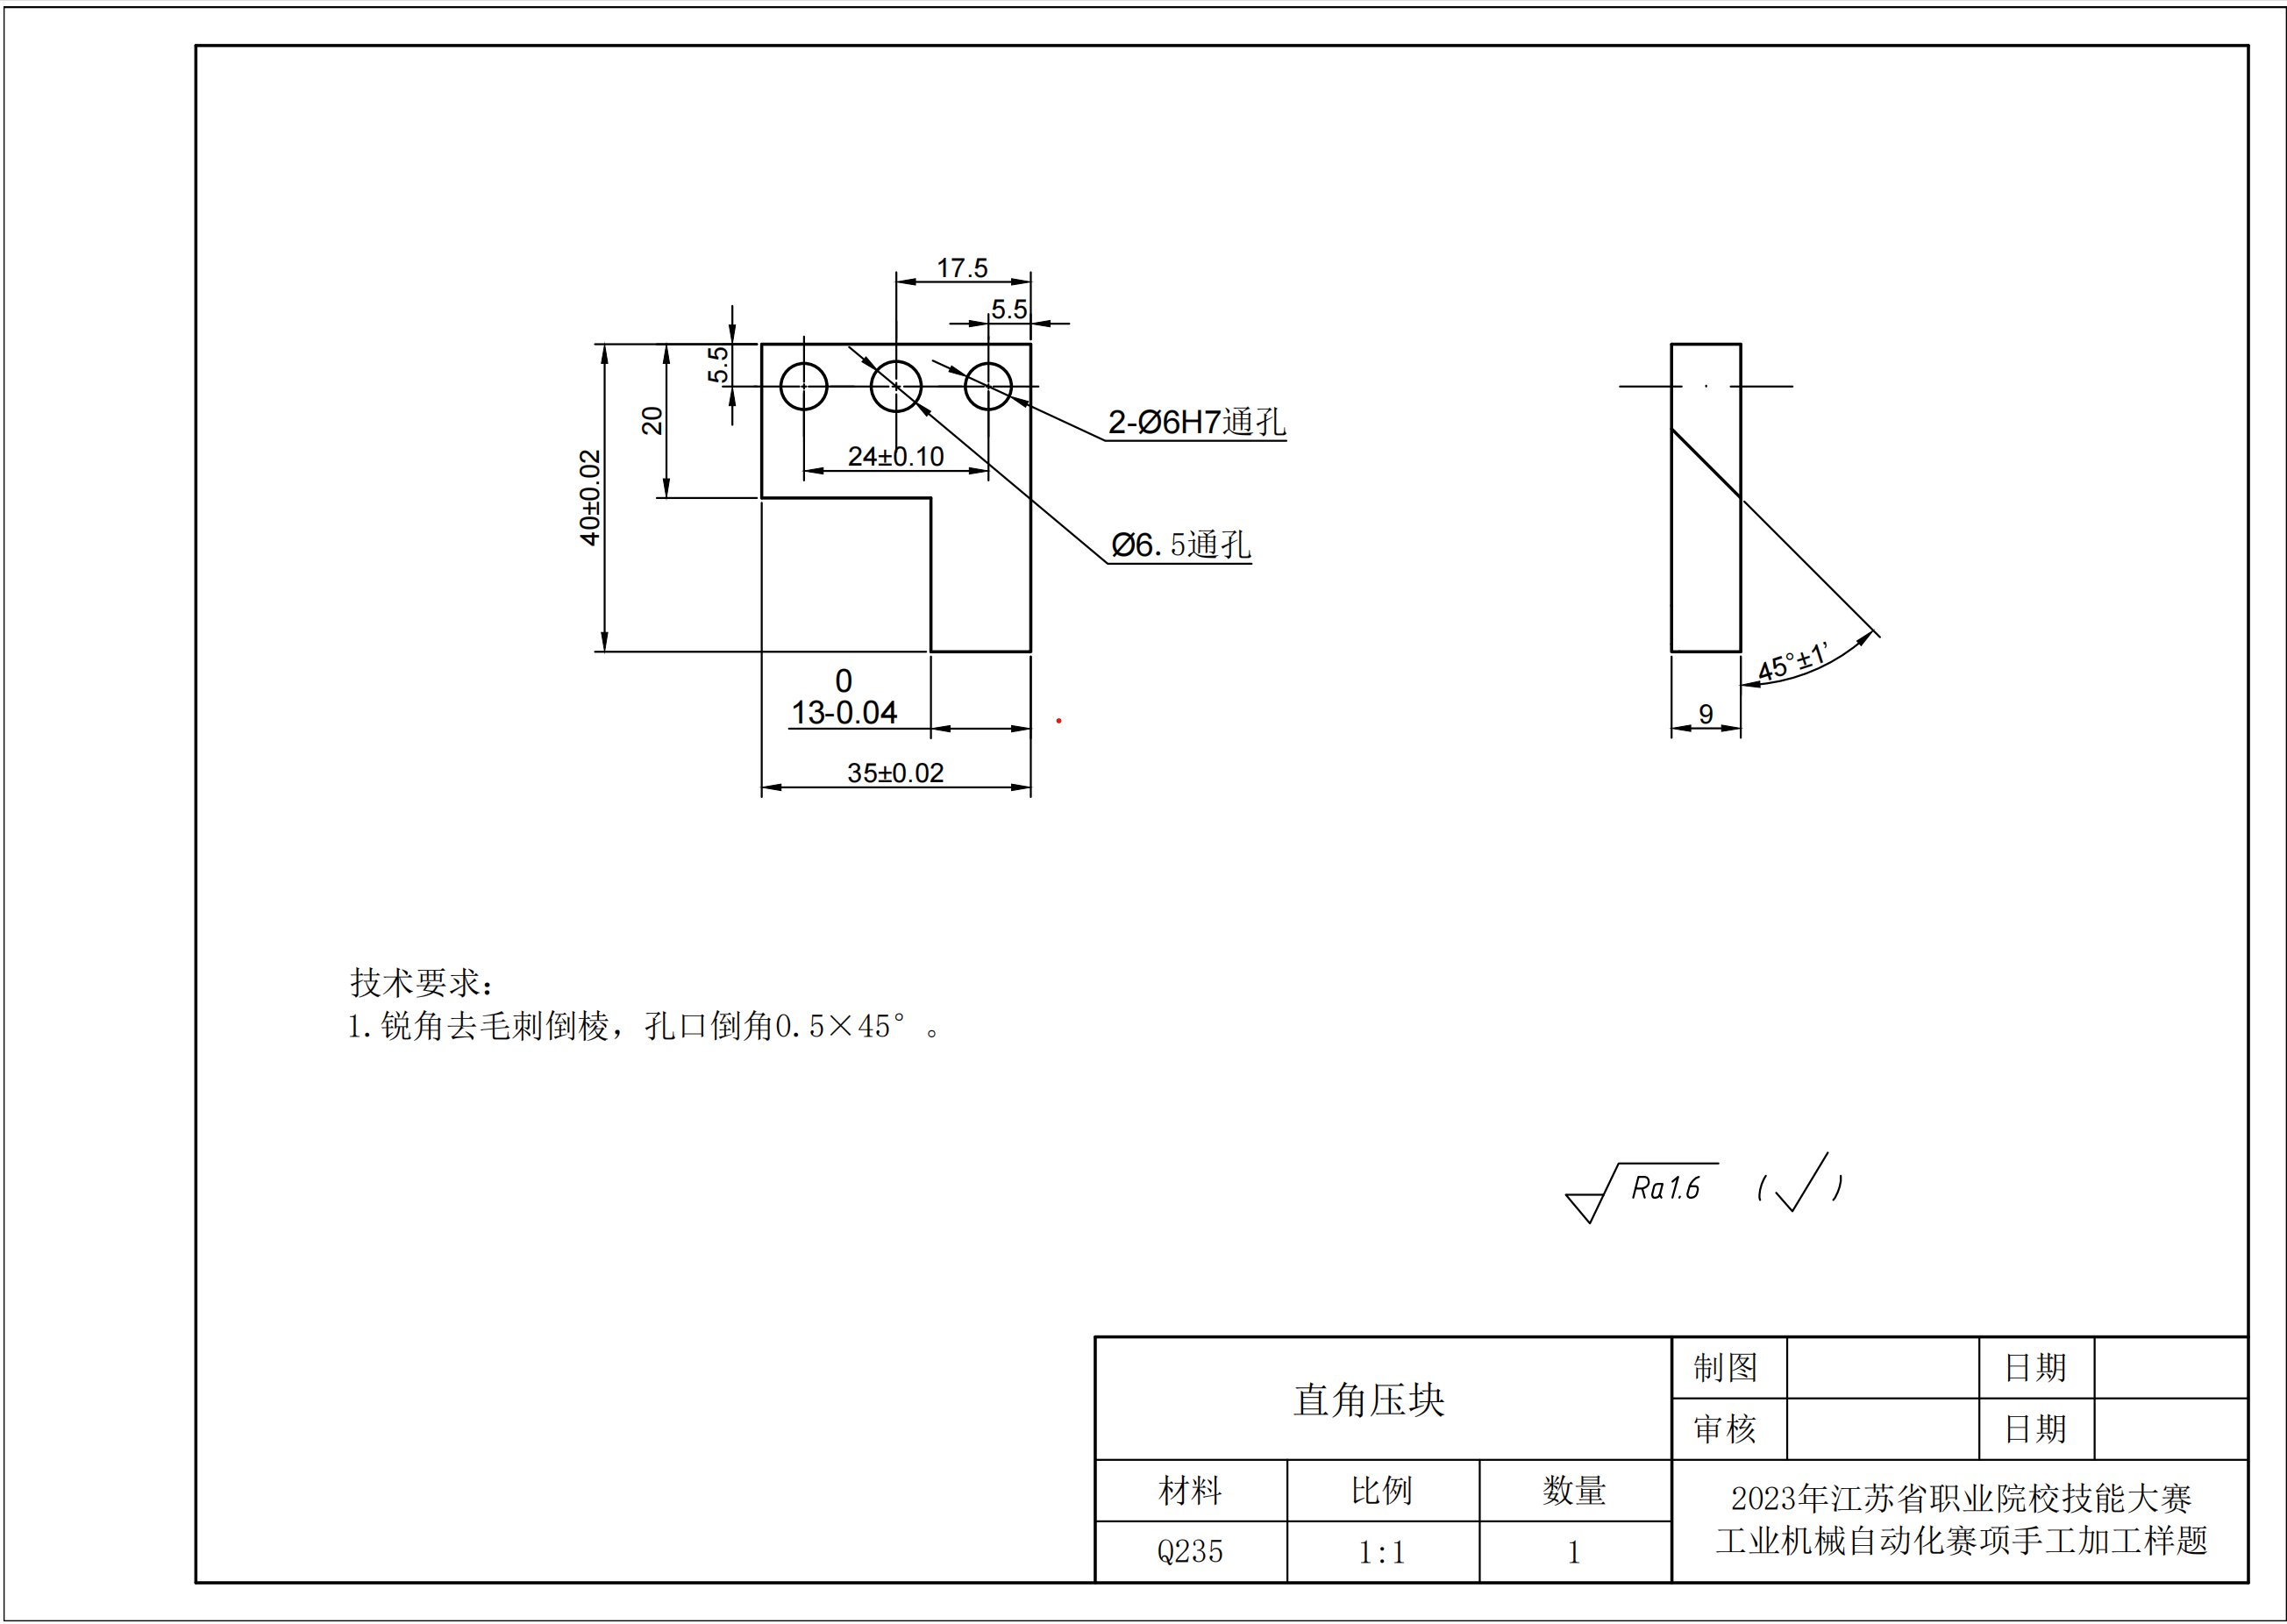 17.5
5.5
5.5
20
40±0.02
24±0.10
2-Ø6H7通孔
Ø6.5通孔
0
13-0.04
35±0.02
45°±1′
9
技术要求：
1.锐角去毛刺倒棱，孔口倒角0.5×45°。
Ra1.6 (√)
直角压块
制图 日期
审核 日期
材料 比例 数量
Q235 1:1 1
2023年江苏省职业院校技能大赛
工业机械自动化赛项手工加工样题